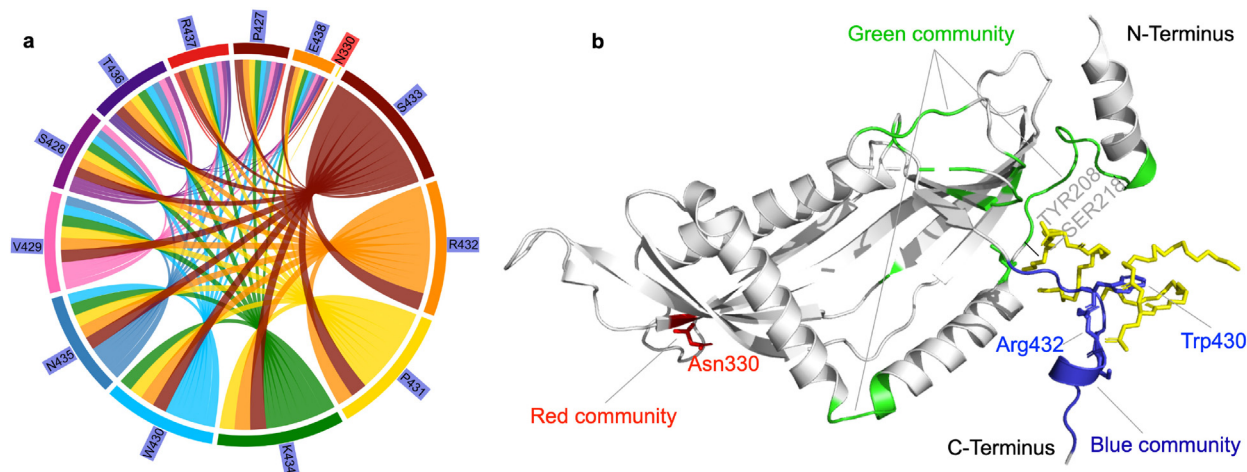 a
R437
P427
E438
N330
T436
S433
S428
R432
V429
P431
N435
W430
K434
b
Green community
N-Terminus
TYR208
SER218
Asn330
Arg432
Trp430
Red community
C-Terminus
Blue community